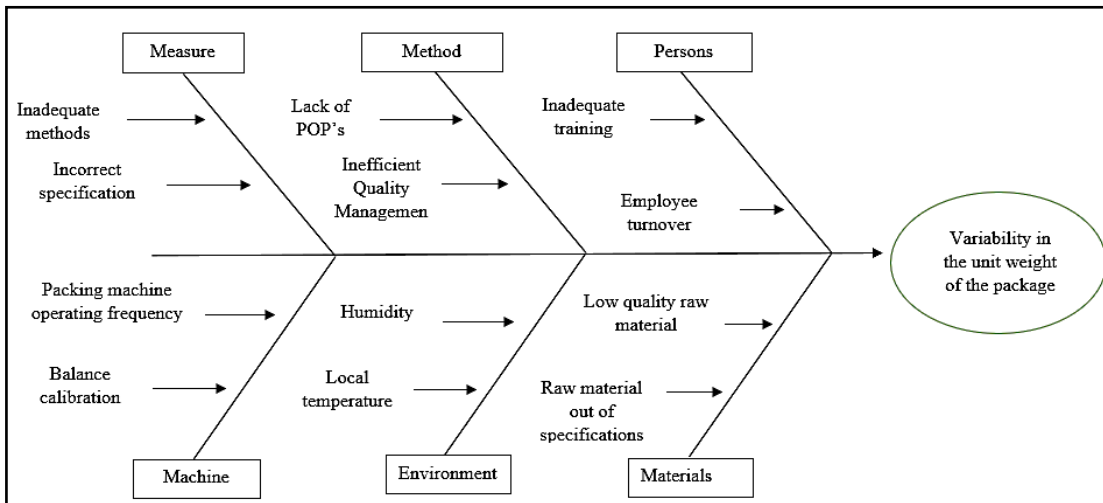 Measure
Method
Persons
Inadequate
methods
Lack of
POP's
Inadequate
training
Incorrect
specification
Inefficient
Quality
Managemen
Employee
turnover
Variability in
the unit weight
of the package
Packing machine
operating frequency
Humidity
Low quality raw
material
Balance
calibration
Local
temperature
Raw material
out of
specifications
Machine
Environment
Materials